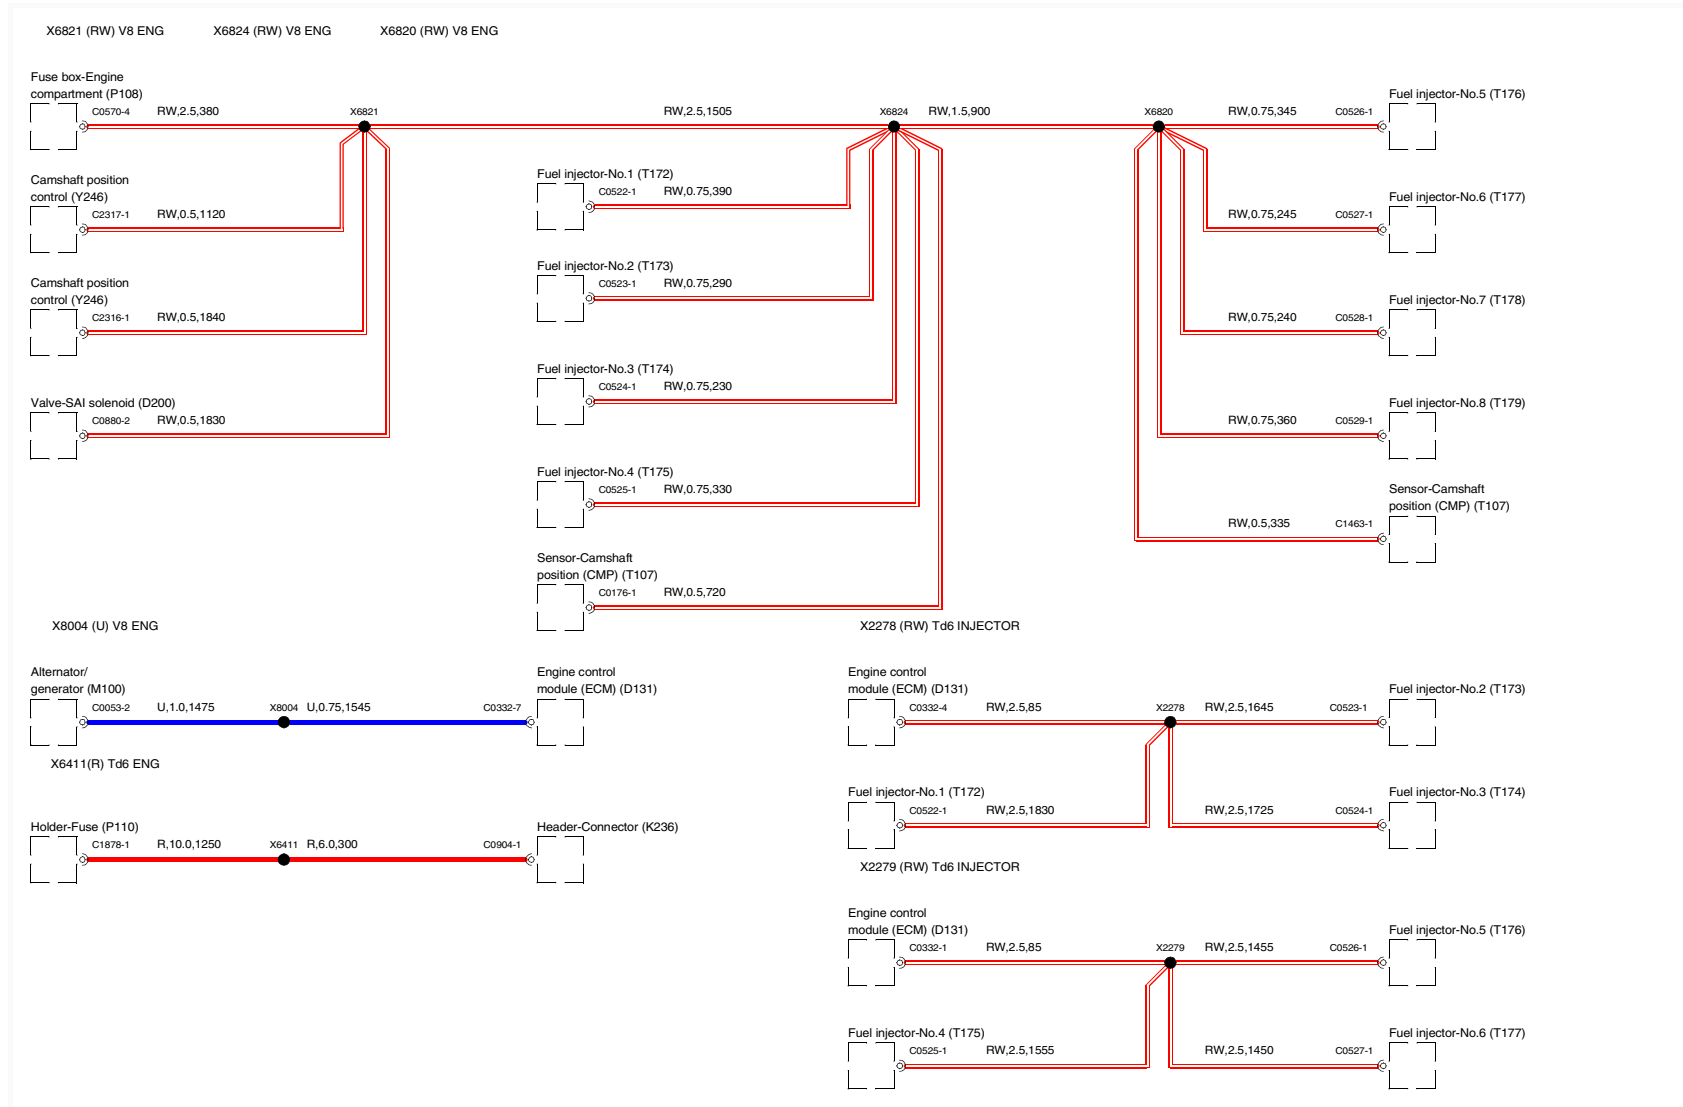 X6821 (RW) V8 ENG X6824 (RW) V8 ENG X6820 (RW) V8 ENG
Fuse box-Engine
compartment (P108)
C0570-4 RW,2.5,380 X6821 RW,2.5,1505 X6824 RW,1.5,900 X6820 RW,0.75,345 C0526-1
Fuel injector-No.5 (T176)
Camshaft position
control (Y246)
C2317-1 RW,0.5,1120
Fuel injector-No.1 (T172)
C0522-1 RW,0.75,390
Fuel injector-No.6 (T177)
RW,0.75,245 C0527-1
Camshaft position
control (Y246)
C2316-1 RW,0.5,1840
Fuel injector-No.2 (T173)
C0523-1 RW,0.75,290
Fuel injector-No.7 (T178)
RW,0.75,240 C0528-1
Valve-SAI solenoid (D200)
C0880-2 RW,0.5,1830
Fuel injector-No.3 (T174)
C0524-1 RW,0.75,230
Fuel injector-No.8 (T179)
RW,0.75,360 C0529-1
Fuel injector-No.4 (T175)
C0525-1 RW,0.75,330
Sensor-Camshaft
position (CMP) (T107)
RW,0.5,335 C1463-1
Sensor-Camshaft
position (CMP) (T107)
C0176-1 RW,0.5,720
X8004 (U) V8 ENG
Alternator/
generator (M100)
C0053-2 U,1.0,1475 X8004 U,0.75,1545 C0332-7
Engine control
module (ECM) (D131)
X6411(R) Td6 ENG
Holder-Fuse (P110)
C1878-1 R,10.0,1250 X6411 R,6.0,300 C0904-1
Header-Connector (K236)
X2278 (RW) Td6 INJECTOR
Engine control
module (ECM) (D131)
C0332-4 RW,2.5,85 X2278 RW,2.5,1645 C0523-1
Fuel injector-No.2 (T173)
Fuel injector-No.1 (T172)
C0522-1 RW,2.5,1830
Fuel injector-No.3 (T174)
RW,2.5,1725 C0524-1
X2279 (RW) Td6 INJECTOR
Engine control
module (ECM) (D131)
C0332-1 RW,2.5,85 X2279 RW,2.5,1455 C0526-1
Fuel injector-No.5 (T176)
Fuel injector-No.4 (T175)
C0525-1 RW,2.5,1555
Fuel injector-No.6 (T177)
RW,2.5,1450 C0527-1